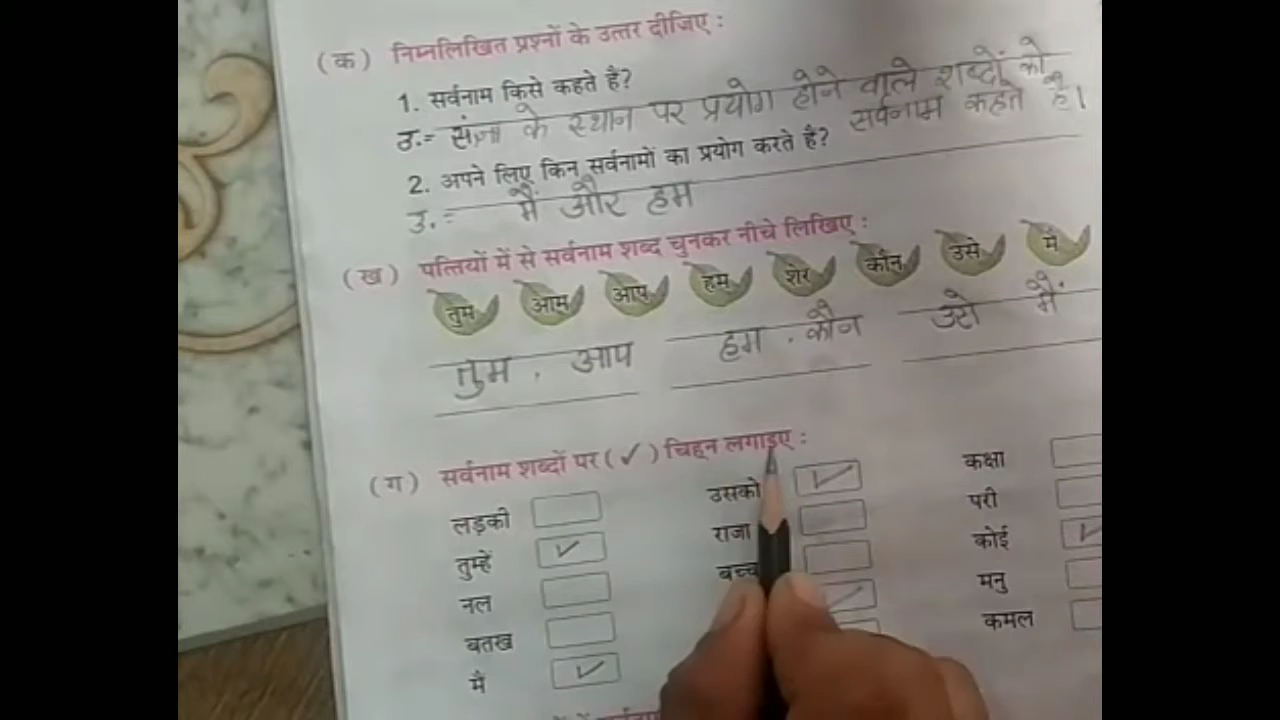 (क) निम्नलिखित प्रश्नों के उत्तर दीजिए :
1. सर्वनाम किसे कहते हैं?
उ.= संज्ञा के स्थान पर प्रयोग होने वाले शब्दों को
सर्वनाम कहते हैं।
2. अपने लिए किन सर्वनामों का प्रयोग करते हैं?
उ.= मैं और हम
(ख) पत्तियों में से सर्वनाम शब्द चुनकर नीचे लिखिए :
तुम आम आप हम शेर कौन उसे मैं
तुम . आप हम . कौन उसे मैं
(ग) सर्वनाम शब्दों पर (✓) चिह्न लगाइए :
लड़की उसको ✓ कक्षा
तुम्हें ✓ राजा परी
नल कोई ✓
बतख ✓ मनु
मैं ✓ कमल